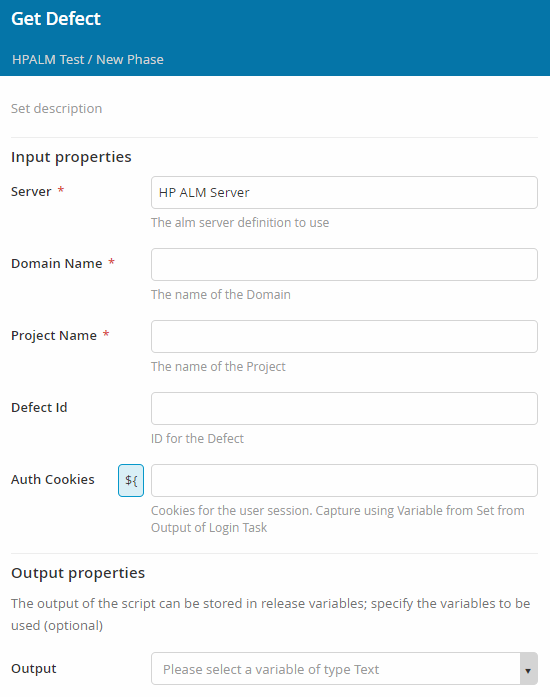 Get Defect
HPALM Test / New Phase
Set description
Input properties
Server *
HP ALM Server
The alm server definition to use
Domain Name *
The name of the Domain
Project Name *
The name of the Project
Defect Id
ID for the Defect
Auth Cookies
${
Cookies for the user session. Capture using Variable from Set from
Output of Login Task
Output properties
The output of the script can be stored in release variables; specify the variables to be
used (optional)
Output
Please select a variable of type Text